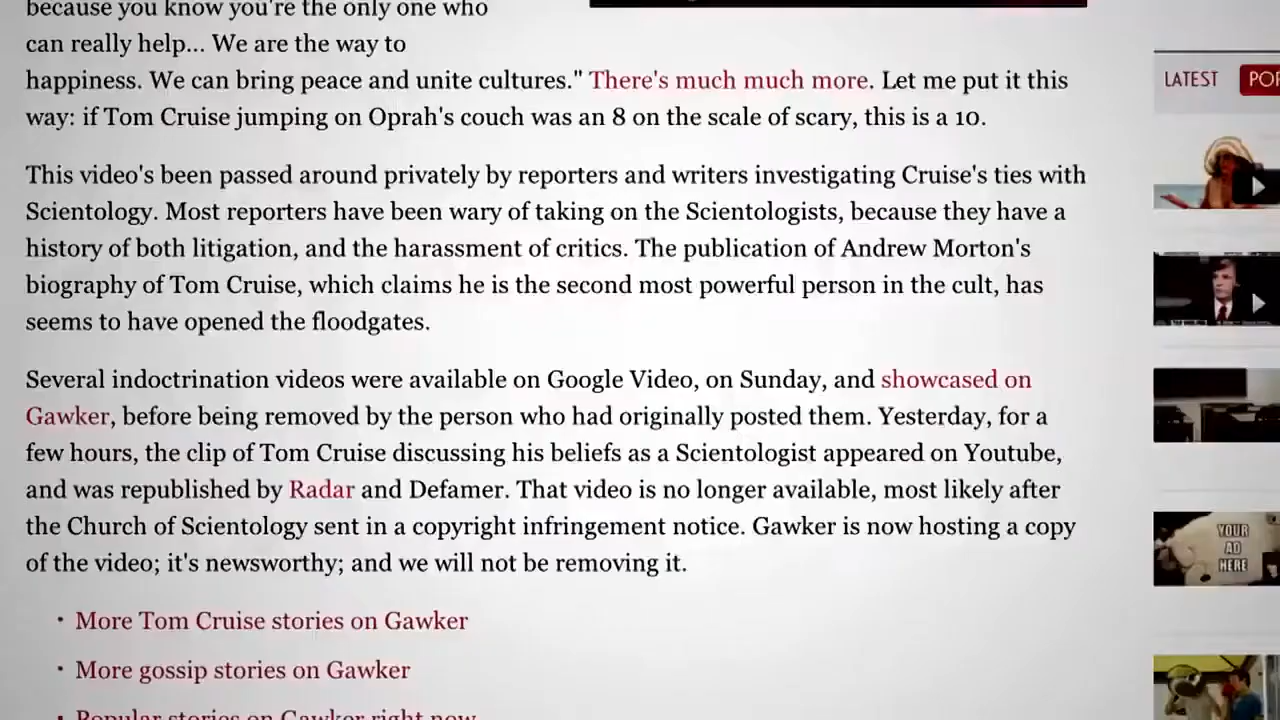 because you know you're the only one who
can really help... We are the way to
happiness. We can bring peace and unite cultures." There's much much more. Let me put it this
way: if Tom Cruise jumping on Oprah's couch was an 8 on the scale of scary, this is a 10.
This video's been passed around privately by reporters and writers investigating Cruise's ties with
Scientology. Most reporters have been wary of taking on the Scientologists, because they have a
history of both litigation, and the harassment of critics. The publication of Andrew Morton's
biography of Tom Cruise, which claims he is the second most powerful person in the cult, has
seems to have opened the floodgates.
Several indoctrination videos were available on Google Video, on Sunday, and showcased on
Gawker, before being removed by the person who had originally posted them. Yesterday, for a
few hours, the clip of Tom Cruise discussing his beliefs as a Scientologist appeared on Youtube,
and was republished by Radar and Defamer. That video is no longer available, most likely after
the Church of Scientology sent in a copyright infringement notice. Gawker is now hosting a copy
of the video; it's newsworthy; and we will not be removing it.
• More Tom Cruise stories on Gawker
• More gossip stories on Gawker
• Popular stories on Gawker right now
LATEST
POP
YOUR
AD
HERE